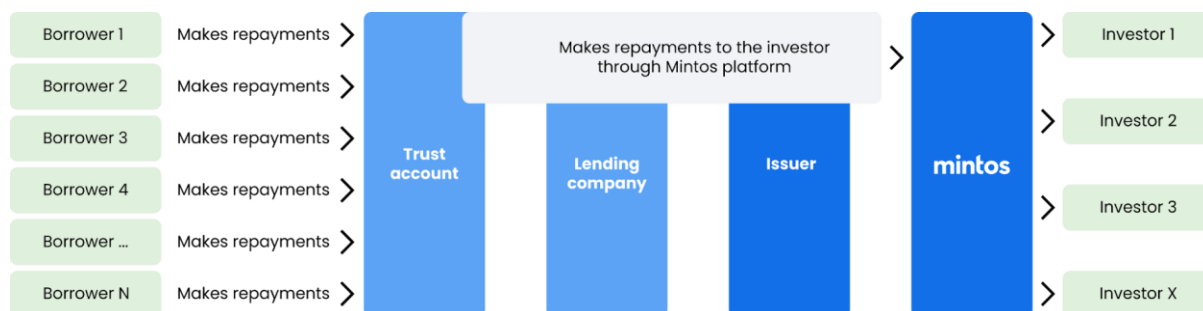 Borrower 1 Makes repayments
Borrower 2 Makes repayments
Borrower 3 Makes repayments
Borrower 4 Makes repayments
Borrower ... Makes repayments
Borrower N Makes repayments
Trust
account
Makes repayments to the investor
through Mintos platform
Lending
company
Issuer
mintos
Investor 1
Investor 2
Investor 3
Investor X